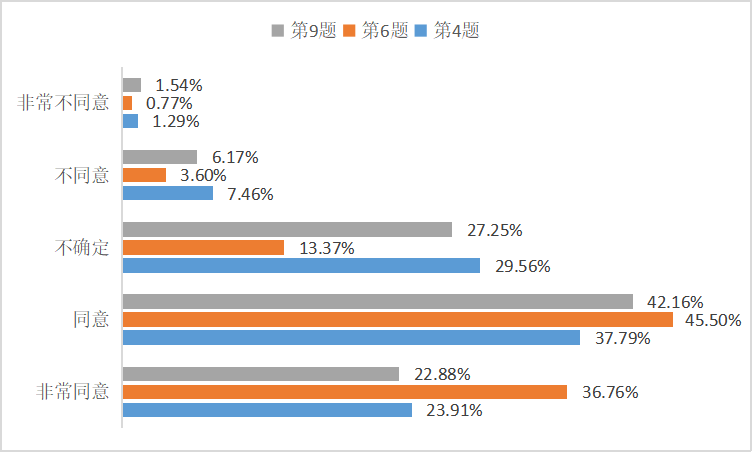 第9题 第6题 第4题
非常不同意
1.54%
0.77%
1.29%
不同意
6.17%
3.60%
7.46%
不确定
27.25%
13.37%
29.56%
同意
42.16%
45.50%
37.79%
非常同意
22.88%
36.76%
23.91%